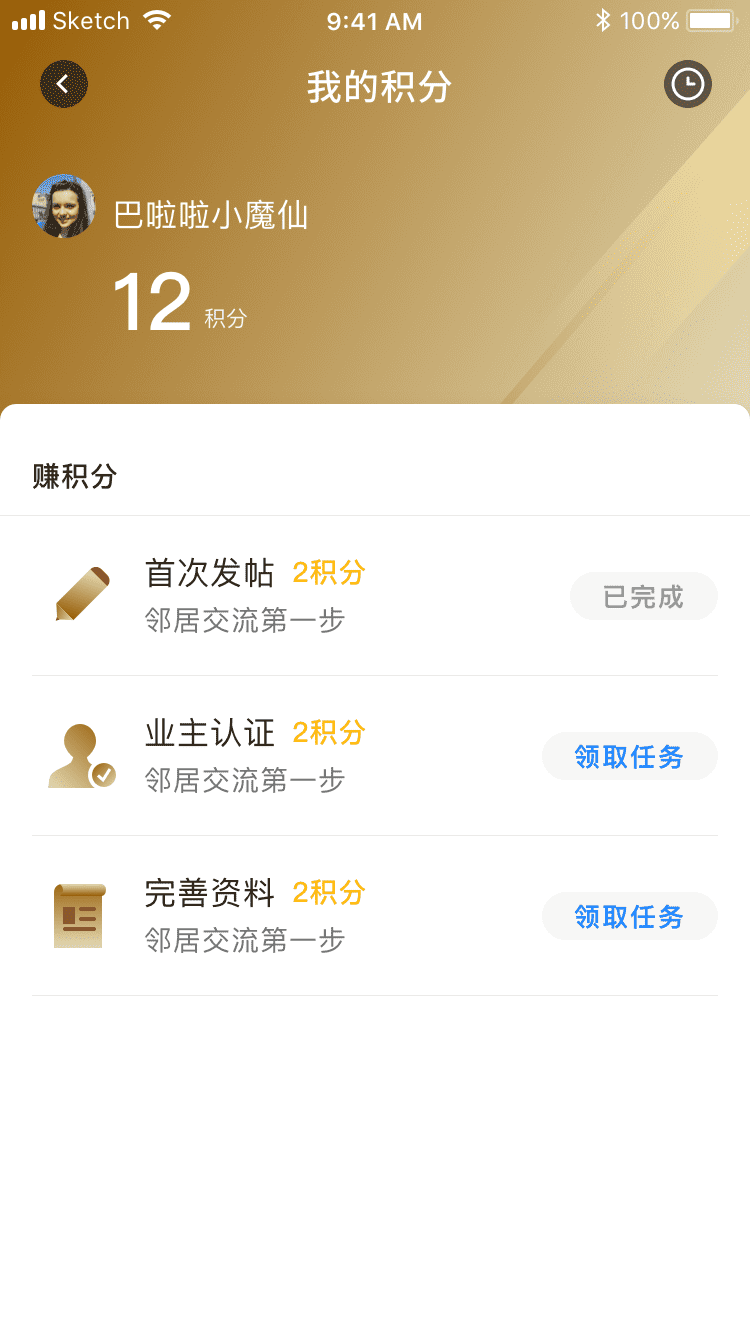 Sketch 9:41 AM 100%
我的积分
巴啦啦小魔仙
12 积分
赚积分
首次发帖 2积分
邻居交流第一步
已完成
业主认证 2积分
邻居交流第一步
领取任务
完善资料 2积分
邻居交流第一步
领取任务